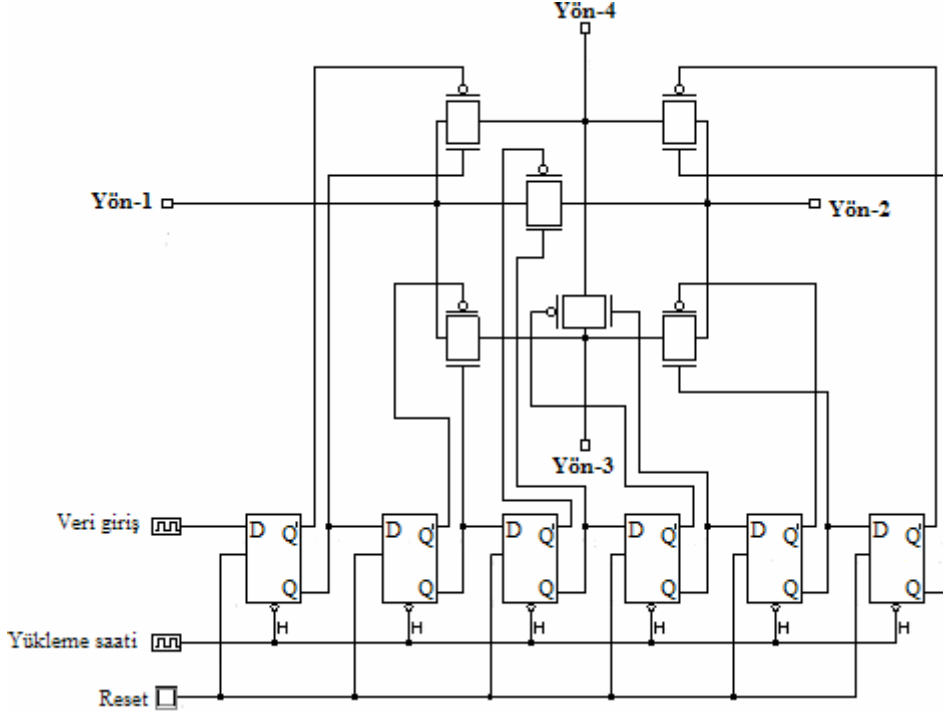 Yön-4
Yön-1
Yön-2
Yön-3
Veri giriş
D Q' Q
D Q' Q
D Q' Q
D Q' Q
D Q' Q
D Q' Q
H H H H H H
Yükleme saati
Reset